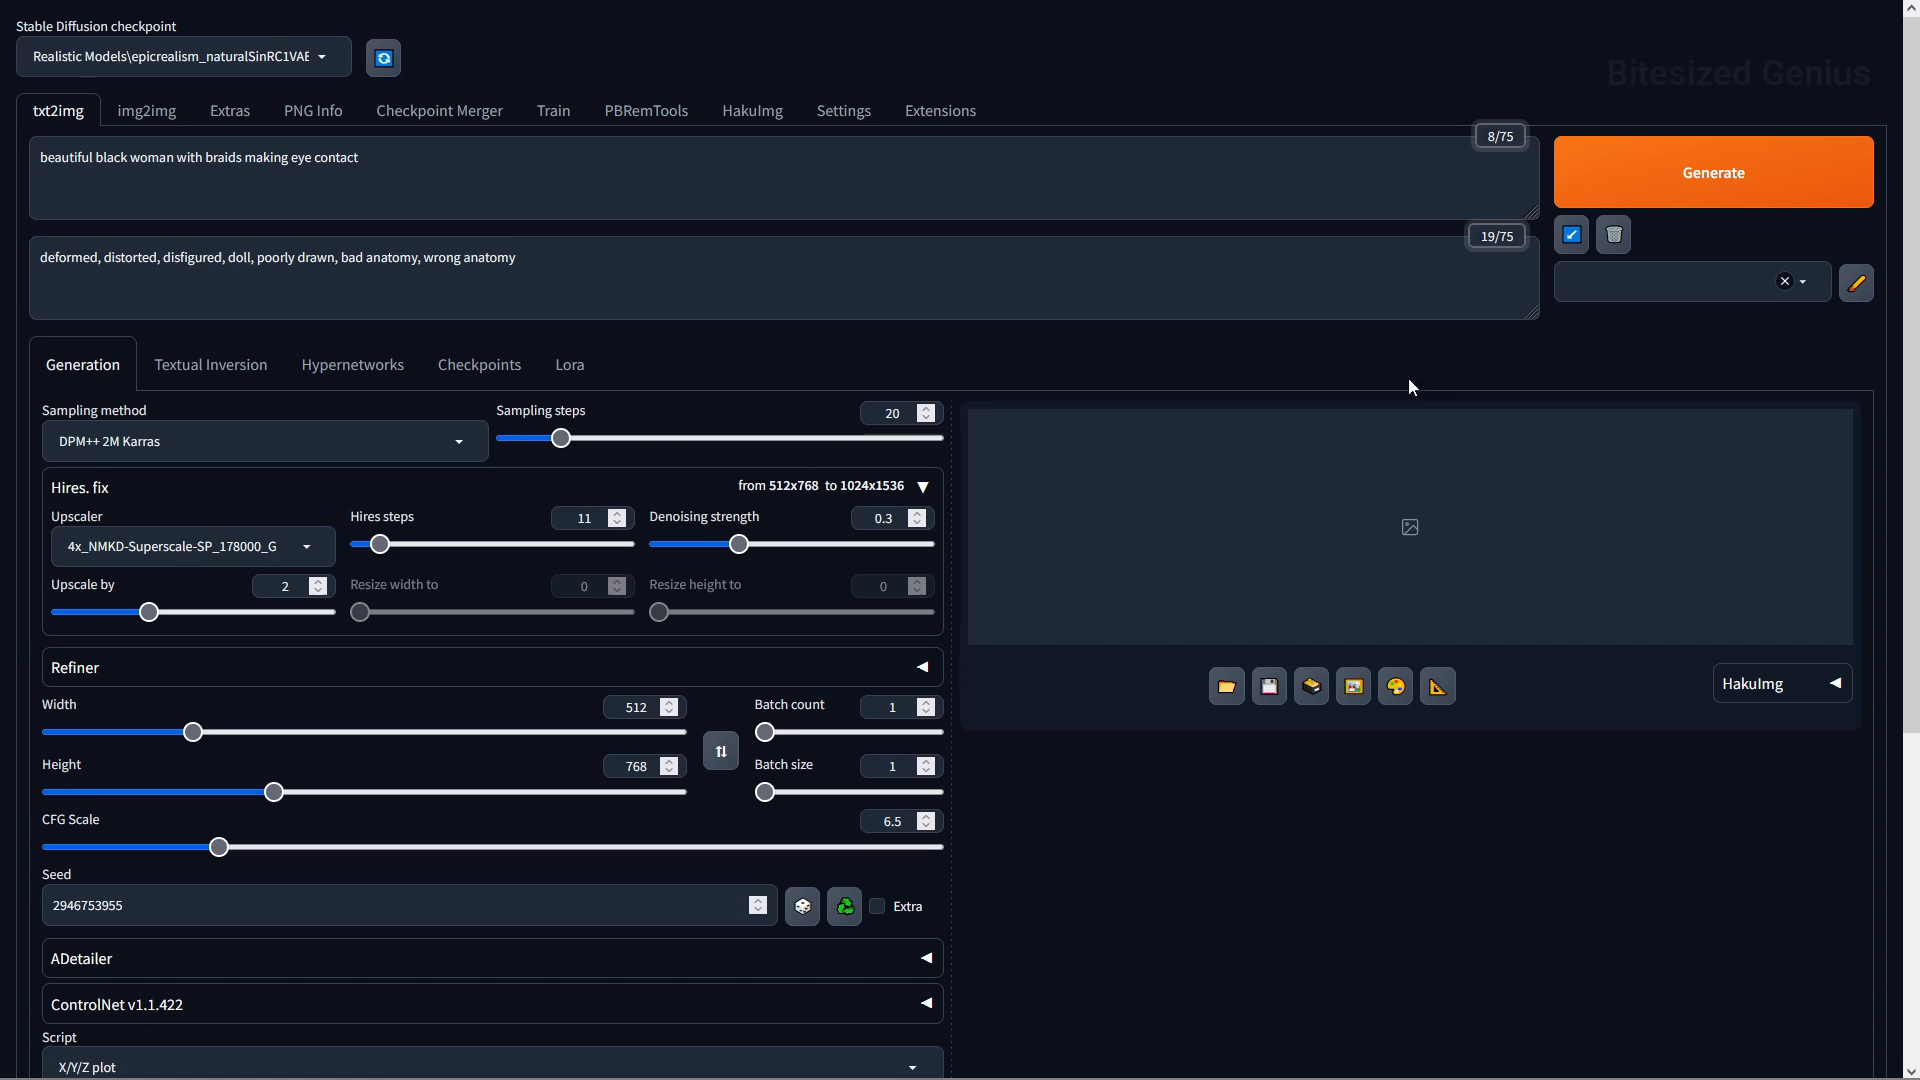 Stable Diffusion checkpoint
Realistic Models\epicrealism_naturalSinRC1VAE
Bitesized Genius
txt2img img2img Extras PNG Info Checkpoint Merger Train PBRemTools HakuImg Settings Extensions
8/75
beautiful black woman with braids making eye contact
Generate
19/75
deformed, distorted, disfigured, doll, poorly drawn, bad anatomy, wrong anatomy
Generation Textual Inversion Hypernetworks Checkpoints Lora
Sampling method Sampling steps 20
DPM++ 2M Karras
Hires. fix from 512x768 to 1024x1536
Upscaler Hires steps 11 Denoising strength 0.3
4x_NMKD-Superscale-SP_178000_G
Upscale by 2 Resize width to 0 Resize height to 0
Refiner
HakuImg
Width 512 Batch count 1
Height 768 Batch size 1
CFG Scale 6.5
Seed
2946753955 Extra
ADetailer
ControlNet v1.1.422
Script
X/Y/Z plot